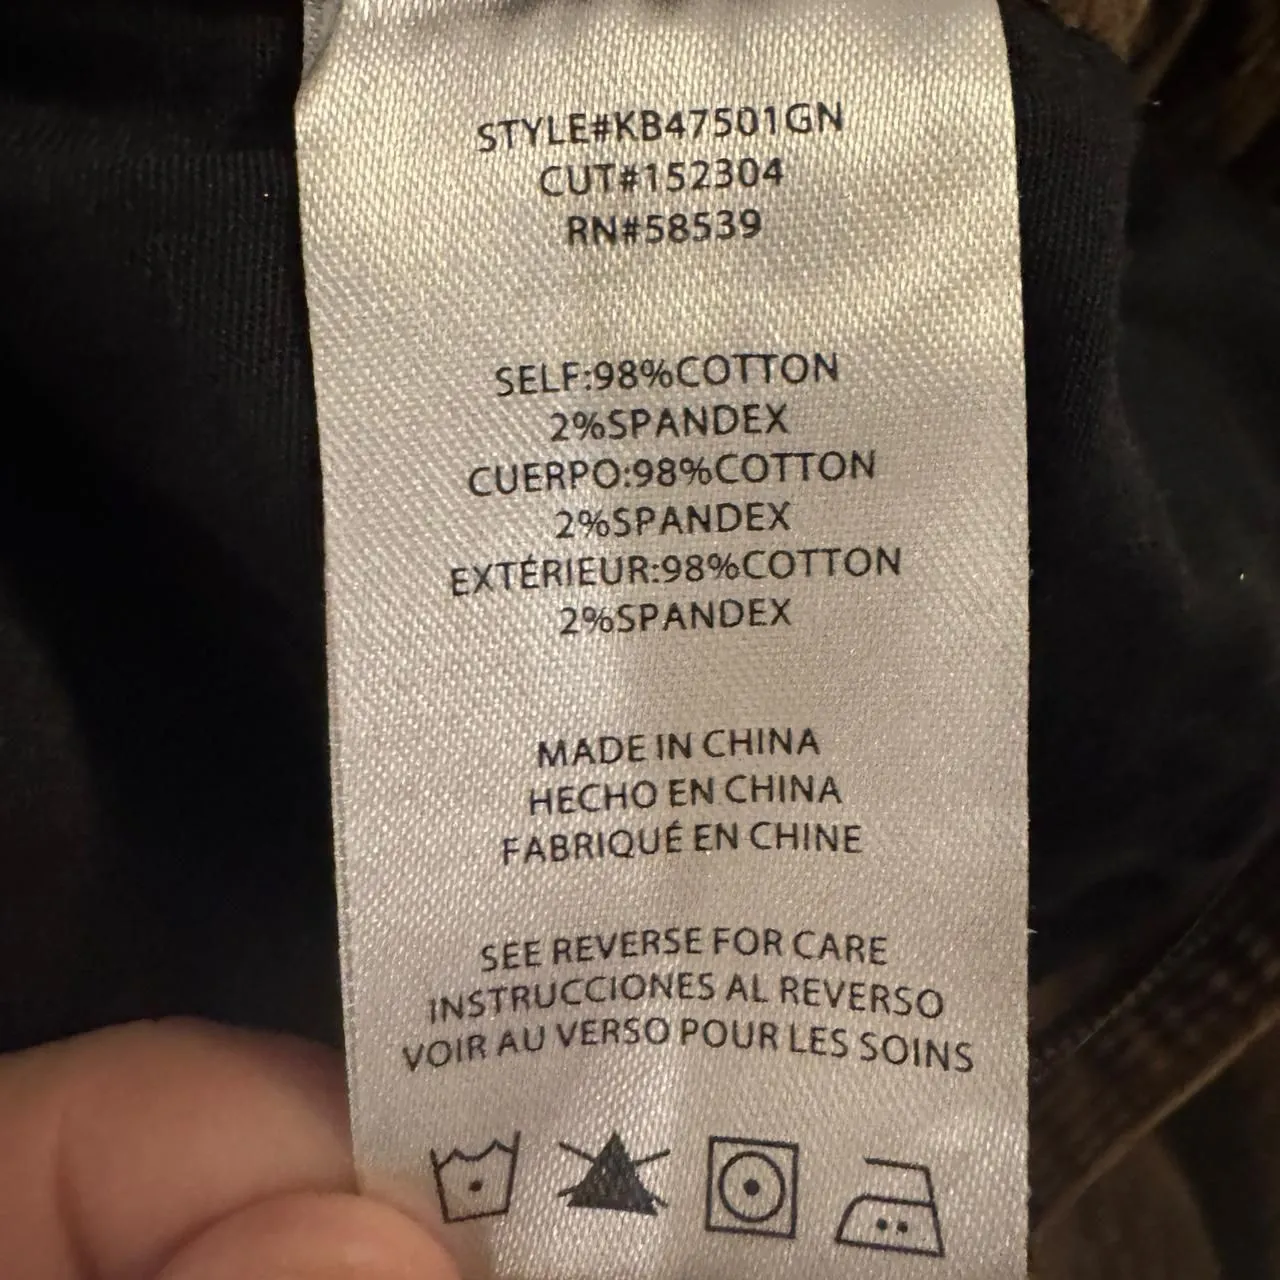 STYLE#KB47501GN
CUT#152304
RN#58539
SELF:98%COTTON
2%SPANDEX
CUERPO:98%COTTON
2%SPANDEX
EXTÉRIEUR:98%COTTON
2%SPANDEX
MADE IN CHINA
HECHO EN CHINA
FABRIQUÉ EN CHINE
SEE REVERSE FOR CARE
INSTRUCCIONES AL REVERSO
VOIR AU VERSO POUR LES SOINS